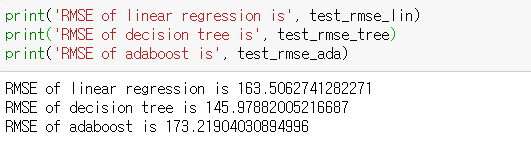 print('RMSE of linear regression is', test_rmse_lin)
print('RMSE of decision tree is', test_rmse_tree)
print('RMSE of adaboost is', test_rmse_ada)
RMSE of linear regression is 163.5062741282271
RMSE of decision tree is 145.97882005216687
RMSE of adaboost is 173.21904030894996